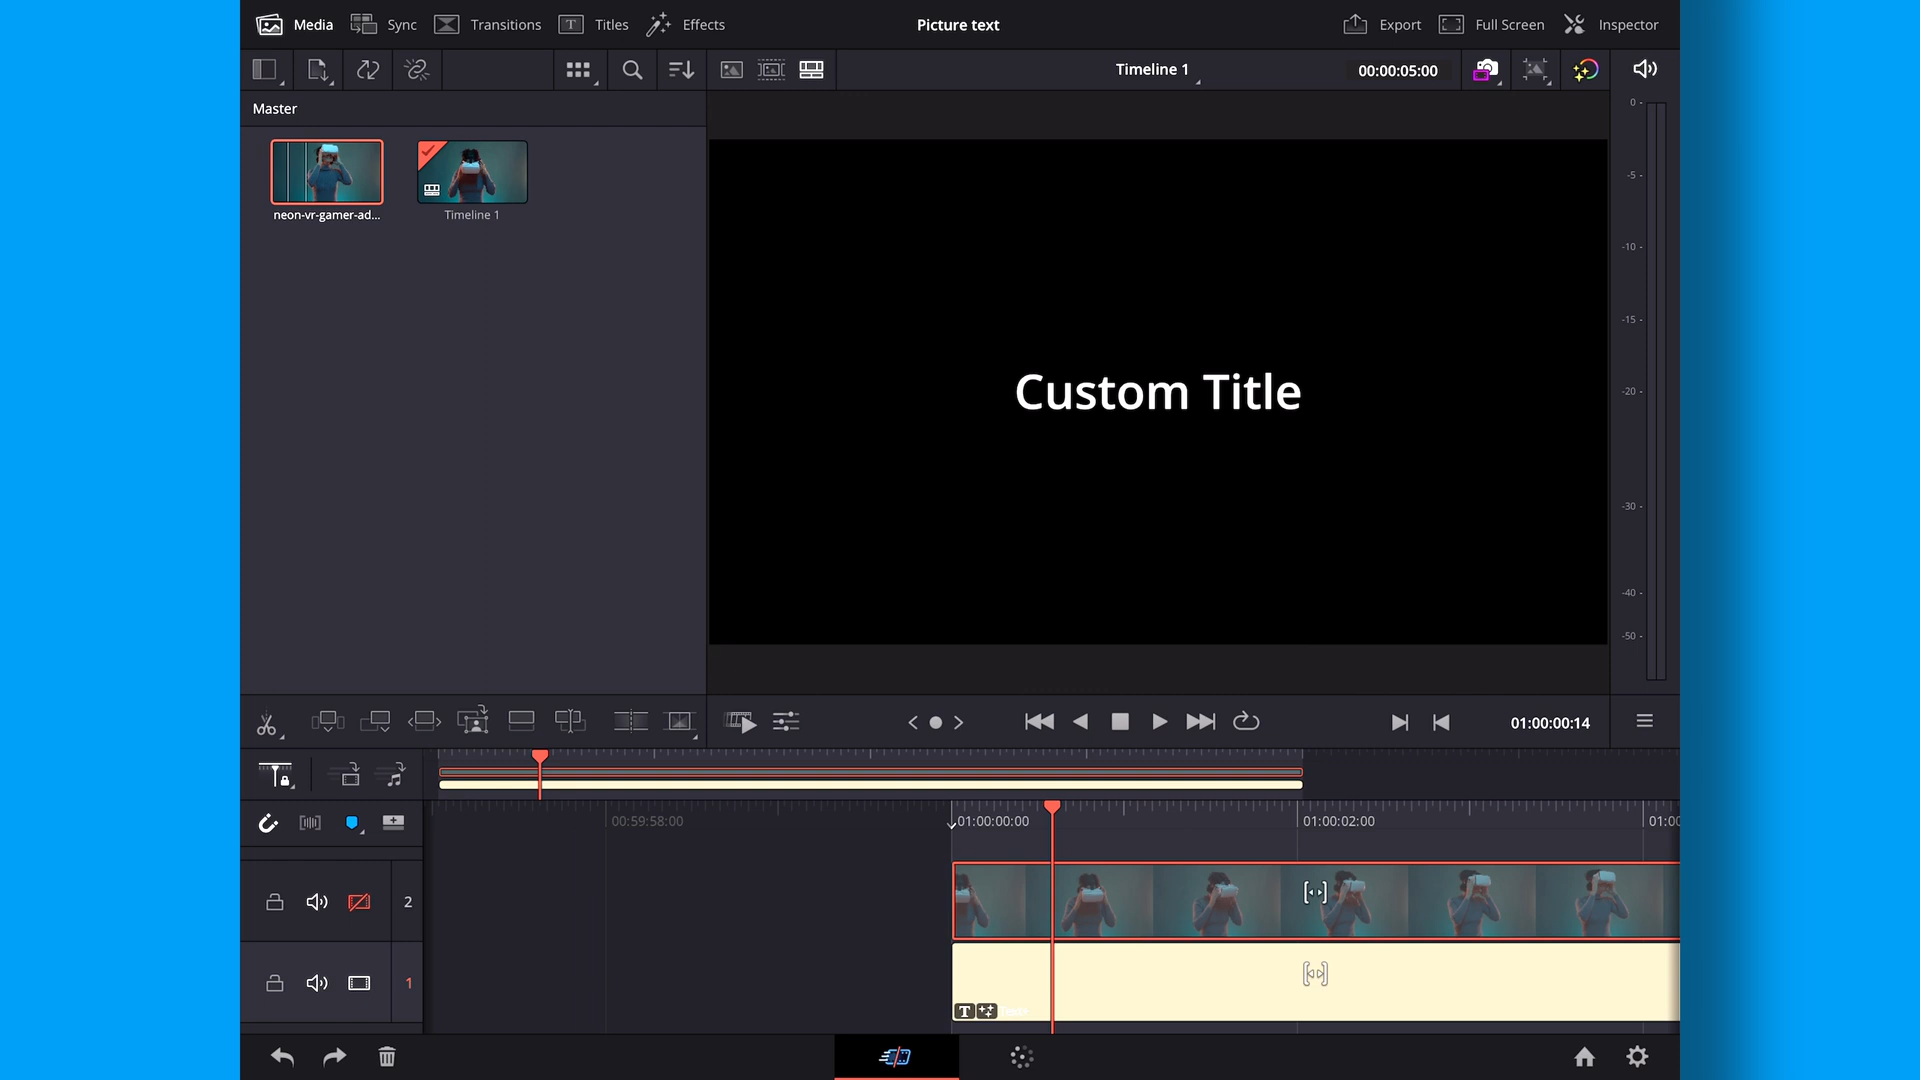 Media Sync Transitions Titles Effects Picture text Export Full Screen Inspector
Timeline 1 00:00:05:00
Master
neon-vr-gamer-ad... Timeline 1
Custom Title
0
-5
-10
-15
-20
-30
-40
-50
01:00:00:14
00:59:58:00 01:00:00:00 01:00:02:00 01:00
2
1
T